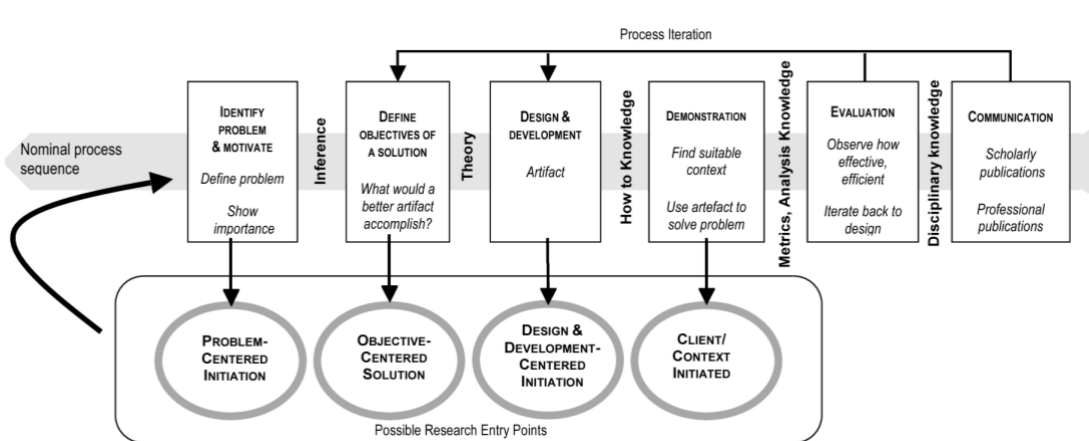 Process Iteration
Nominal process
sequence
IDENTIFY
PROBLEM
& MOTIVATE
Define problem
Show
importance
Inference
DEFINE
OBJECTIVES OF
A SOLUTION
What would a
better artifact
accomplish?
Theory
DESIGN &
DEVELOPMENT
Artifact
How to Knowledge
DEMONSTRATION
Find suitable
context
Use artefact to
solve problem
Metrics, Analysis Knowledge
EVALUATION
Observe how
effective,
efficient
Iterate back to
design
Disciplinary knowledge
COMMUNICATION
Scholarly
publications
Professional
publications
PROBLEM-
CENTERED
INITIATION
OBJECTIVE-
CENTERED
SOLUTION
DESIGN &
DEVELOPMENT-
CENTERED
INITIATION
CLIENT/
CONTEXT
INITIATED
Possible Research Entry Points